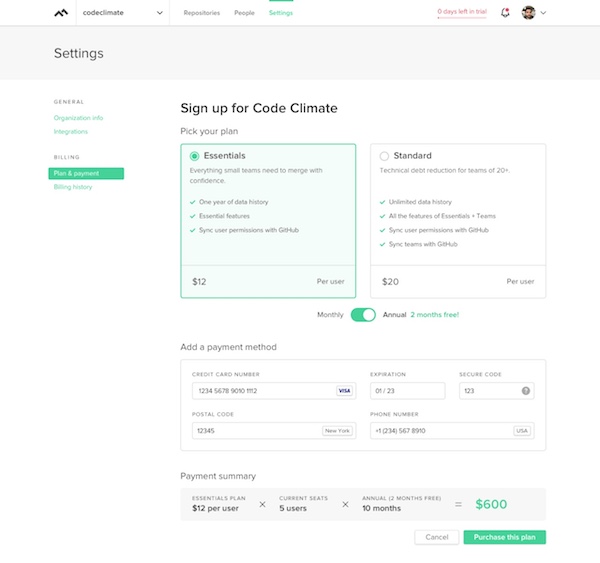 codeclimate
Repositories People Settings
0 days left in trial
Settings
GENERAL
Organization info
Integrations
BILLING
Plan & payment
Billing history
Sign up for Code Climate
Pick your plan
Essentials
Everything small teams need to merge with
confidence.
One year of data history
Essential features
Sync user permissions with GitHub
$12 Per user
Standard
Technical debt reduction for teams of 20+.
Unlimited data history
All the features of Essentials + Teams
Sync user permissions with GitHub
Sync teams with GitHub
$20 Per user
Monthly Annual 2 months free!
Add a payment method
CREDIT CARD NUMBER EXPIRATION SECURE CODE
1234 5678 9010 1112 VISA 01 / 23 123 ?
POSTAL CODE PHONE NUMBER
12345 New York +1 (234) 567 8910 USA
Payment summary
ESSENTIALS PLAN CURRENT SEATS ANNUAL (2 MONTHS FREE)
$12 per user × 5 users × 10 months = $600
Cancel Purchase this plan